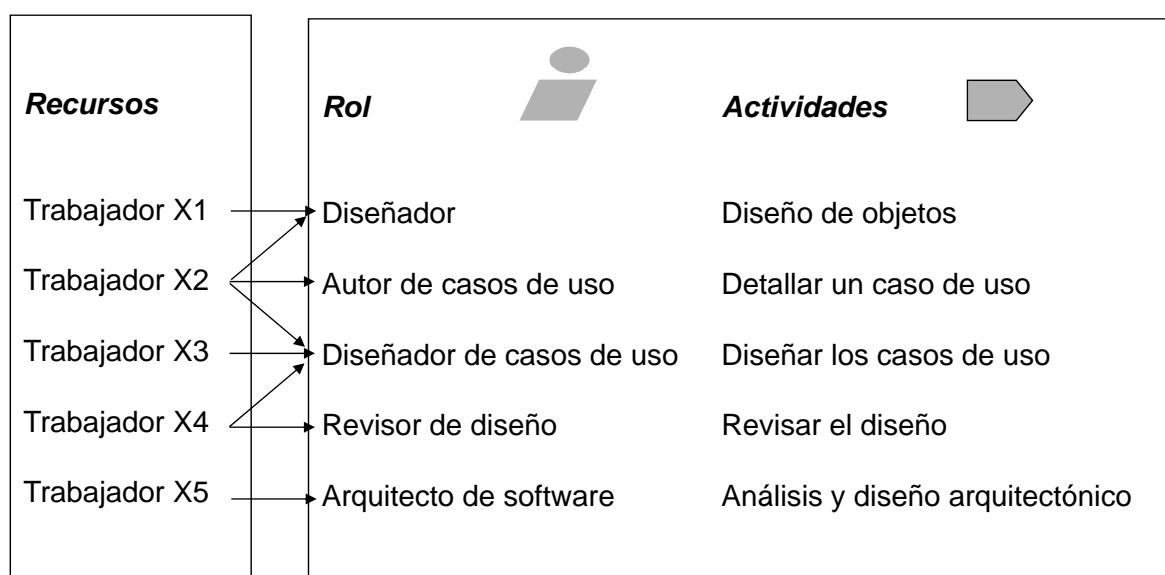 Recursos Rol Actividades
Trabajador X1 Diseñador Diseño de objetos
Trabajador X2 Autor de casos de uso Detallar un caso de uso
Trabajador X3 Diseñador de casos de uso Diseñar los casos de uso
Trabajador X4 Revisor de diseño Revisar el diseño
Trabajador X5 Arquitecto de software Análisis y diseño arquitectónico